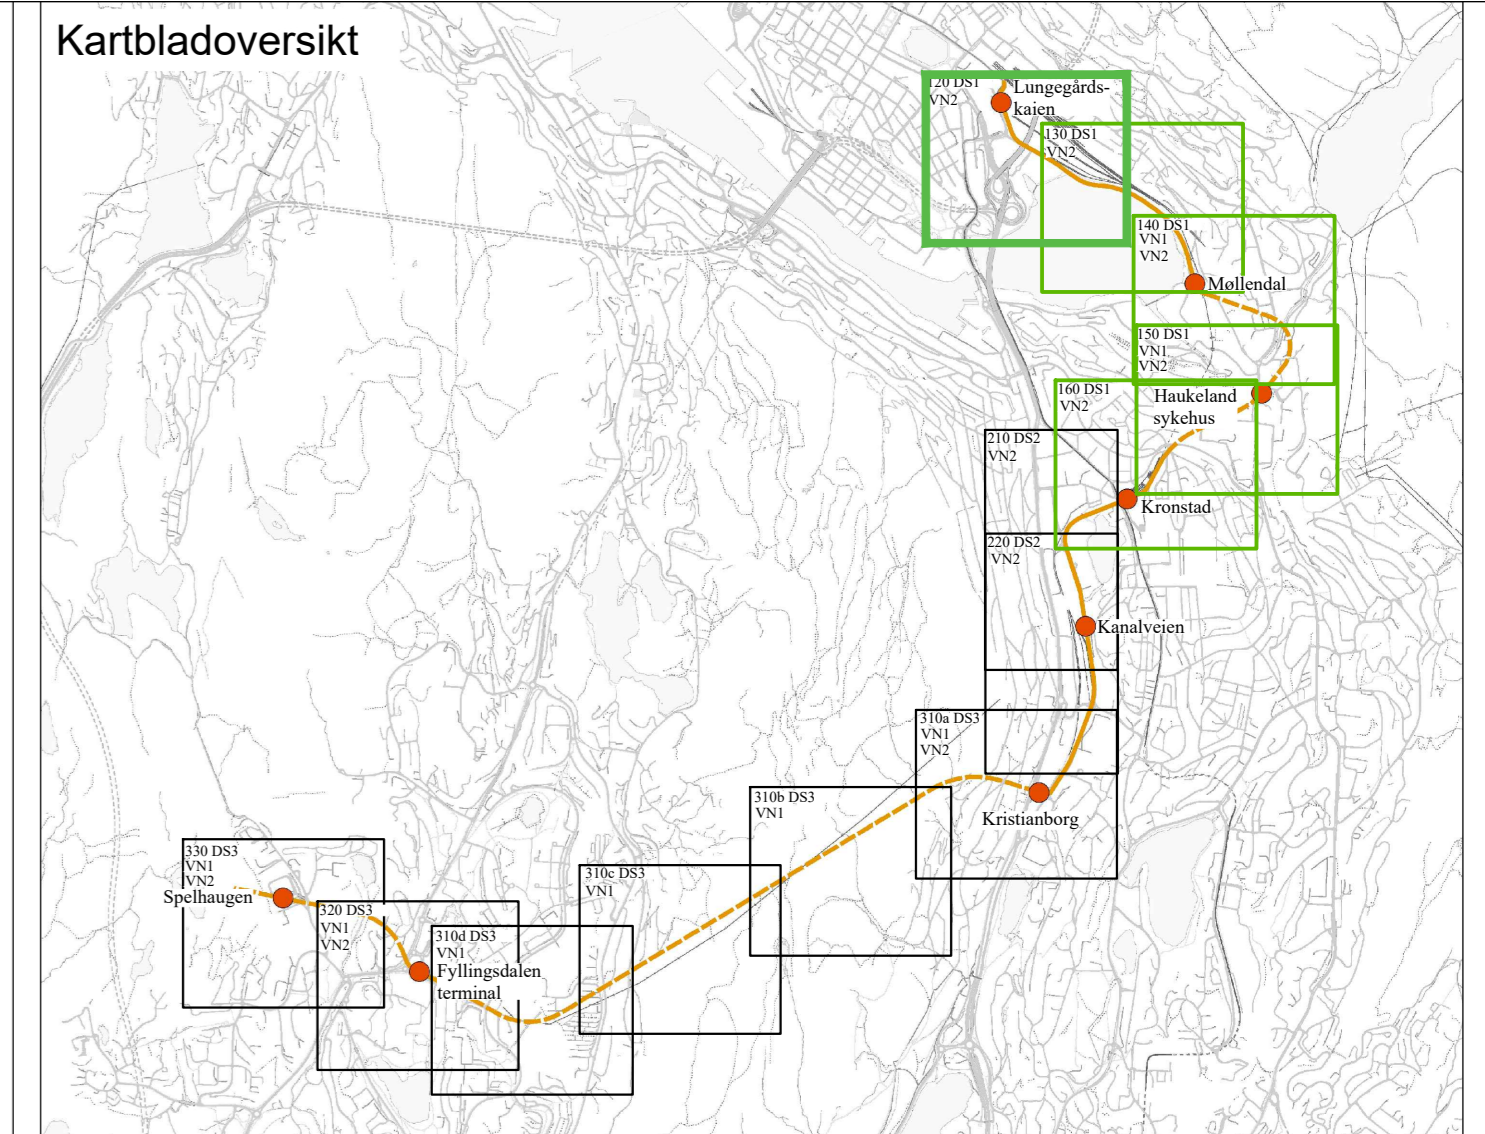 Kartbladoversikt
120 DS1
VN2
Lungegårds-
kaien
130 DS1
VN2
140 DS1
VN1
VN2
Møllendal
150 DS1
VN1
VN2
160 DS1
VN2
Haukeland
sykehus
210 DS2
VN2
Kronstad
220 DS2
VN2
Kanalveien
310a DS3
VN1
VN2
310b DS3
VN1
Kristianborg
330 DS3
VN1
VN2
Spelhaugen
310c DS3
VN1
320 DS3
VN1
VN2
310d DS3
VN1
Fyllingsdalen
terminal